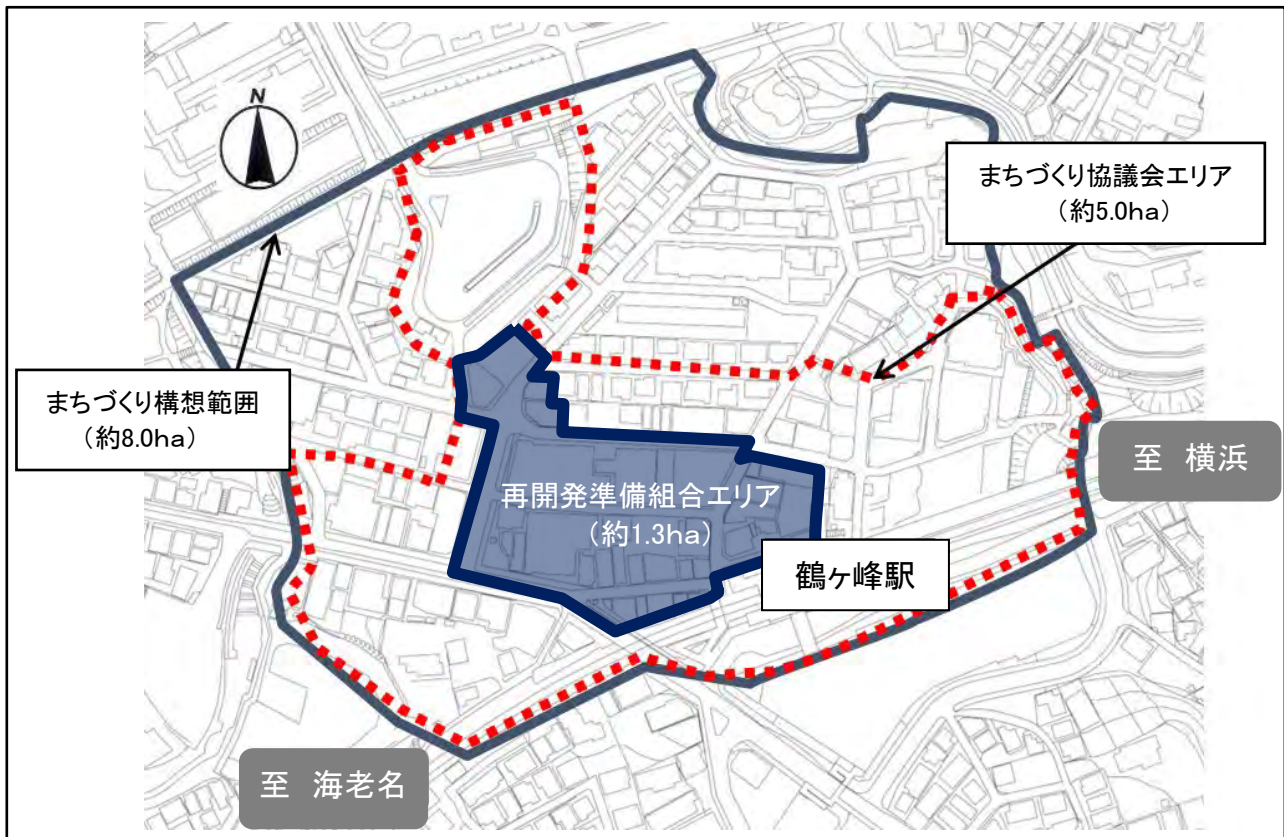 N
まちづくり協議会エリア
（約5.0ha）
まちづくり構想範囲
（約8.0ha）
至 横浜
再開発準備組合エリア
（約1.3ha）
鶴ヶ峰駅
至 海老名